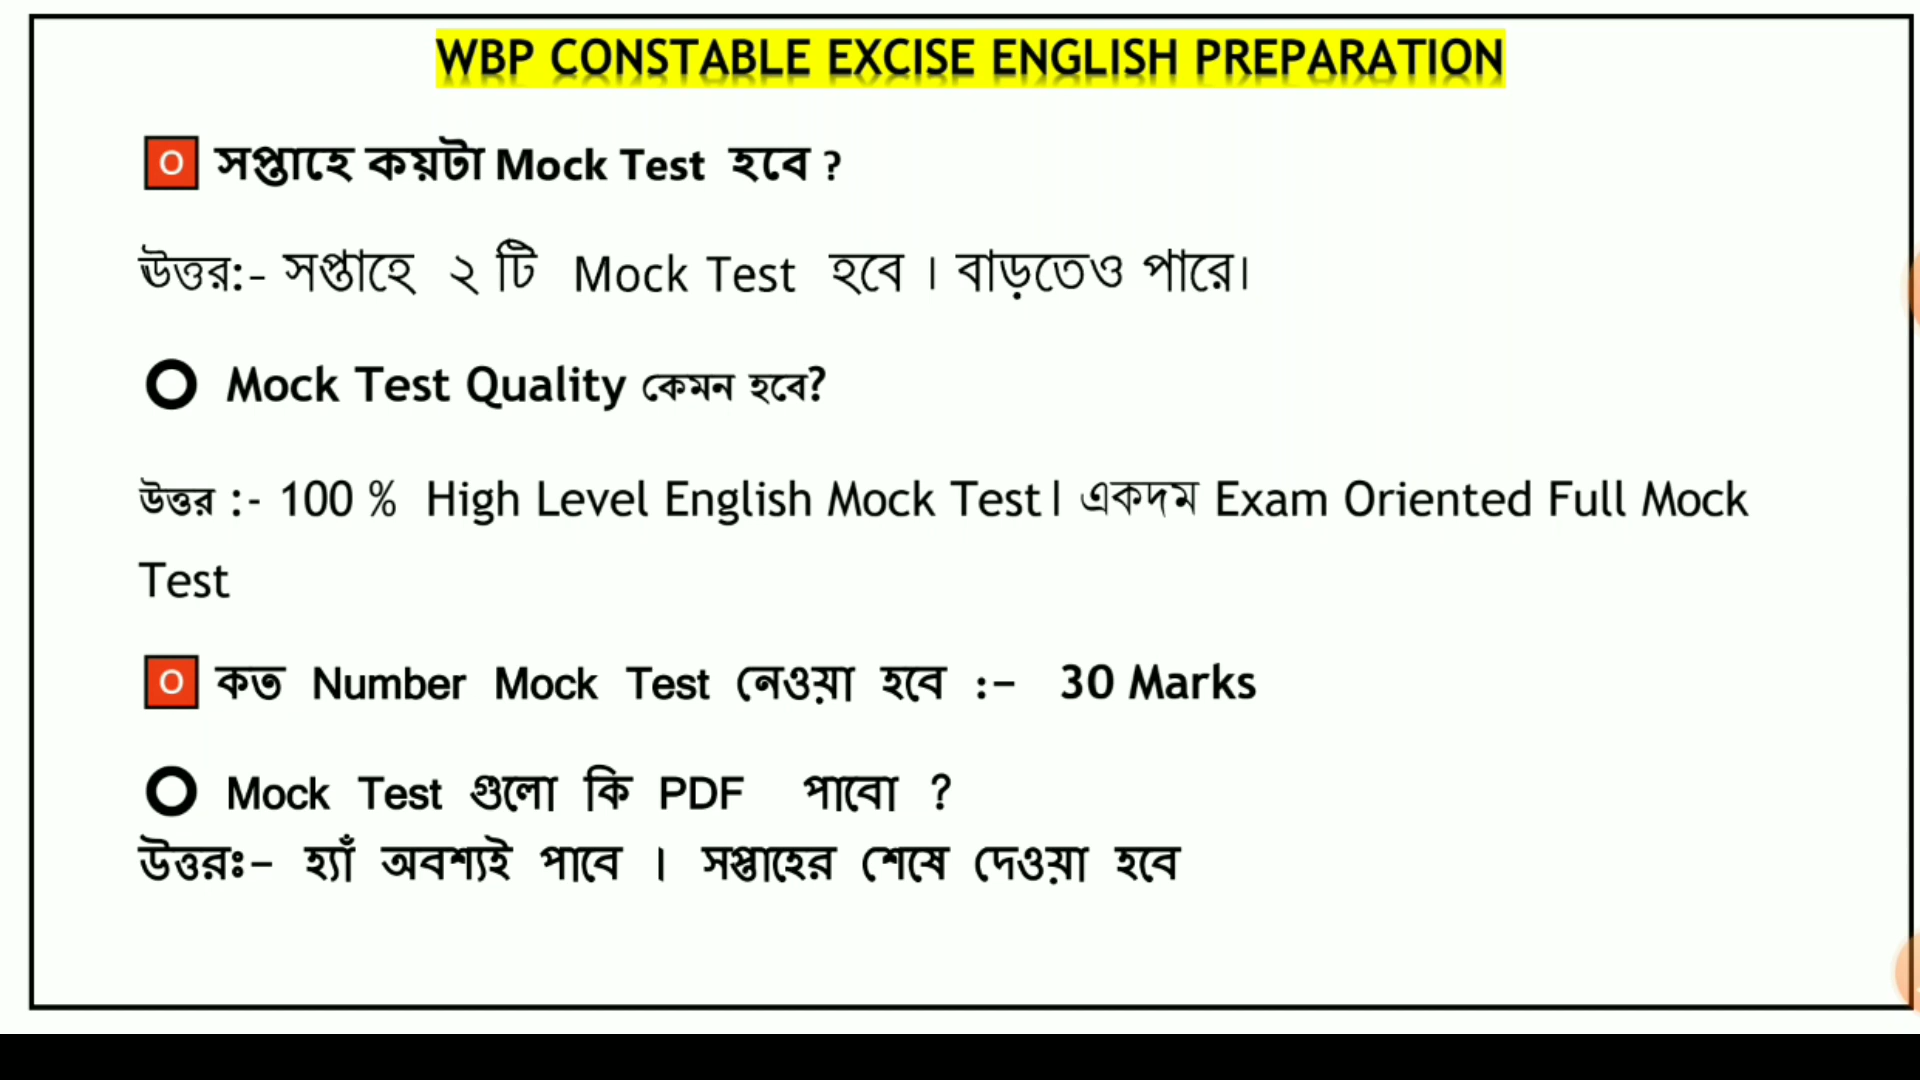 WBP CONSTABLE EXCISE ENGLISH PREPARATION
O সপ্তাহে কয়টা Mock Test হবে ?
উত্তর:- সপ্তাহে ২ টি Mock Test হবে । বাড়তেও পারে।
O Mock Test Quality কেমন হবে?
উত্তর :- 100 % High Level English Mock Test। একদম Exam Oriented Full Mock
Test
O কত Number Mock Test নেওয়া হবে :- 30 Marks
O Mock Test গুলো কি PDF পাবো ?
উত্তরঃ- হ্যাঁ অবশ্যই পাবে । সপ্তাহের শেষে দেওয়া হবে